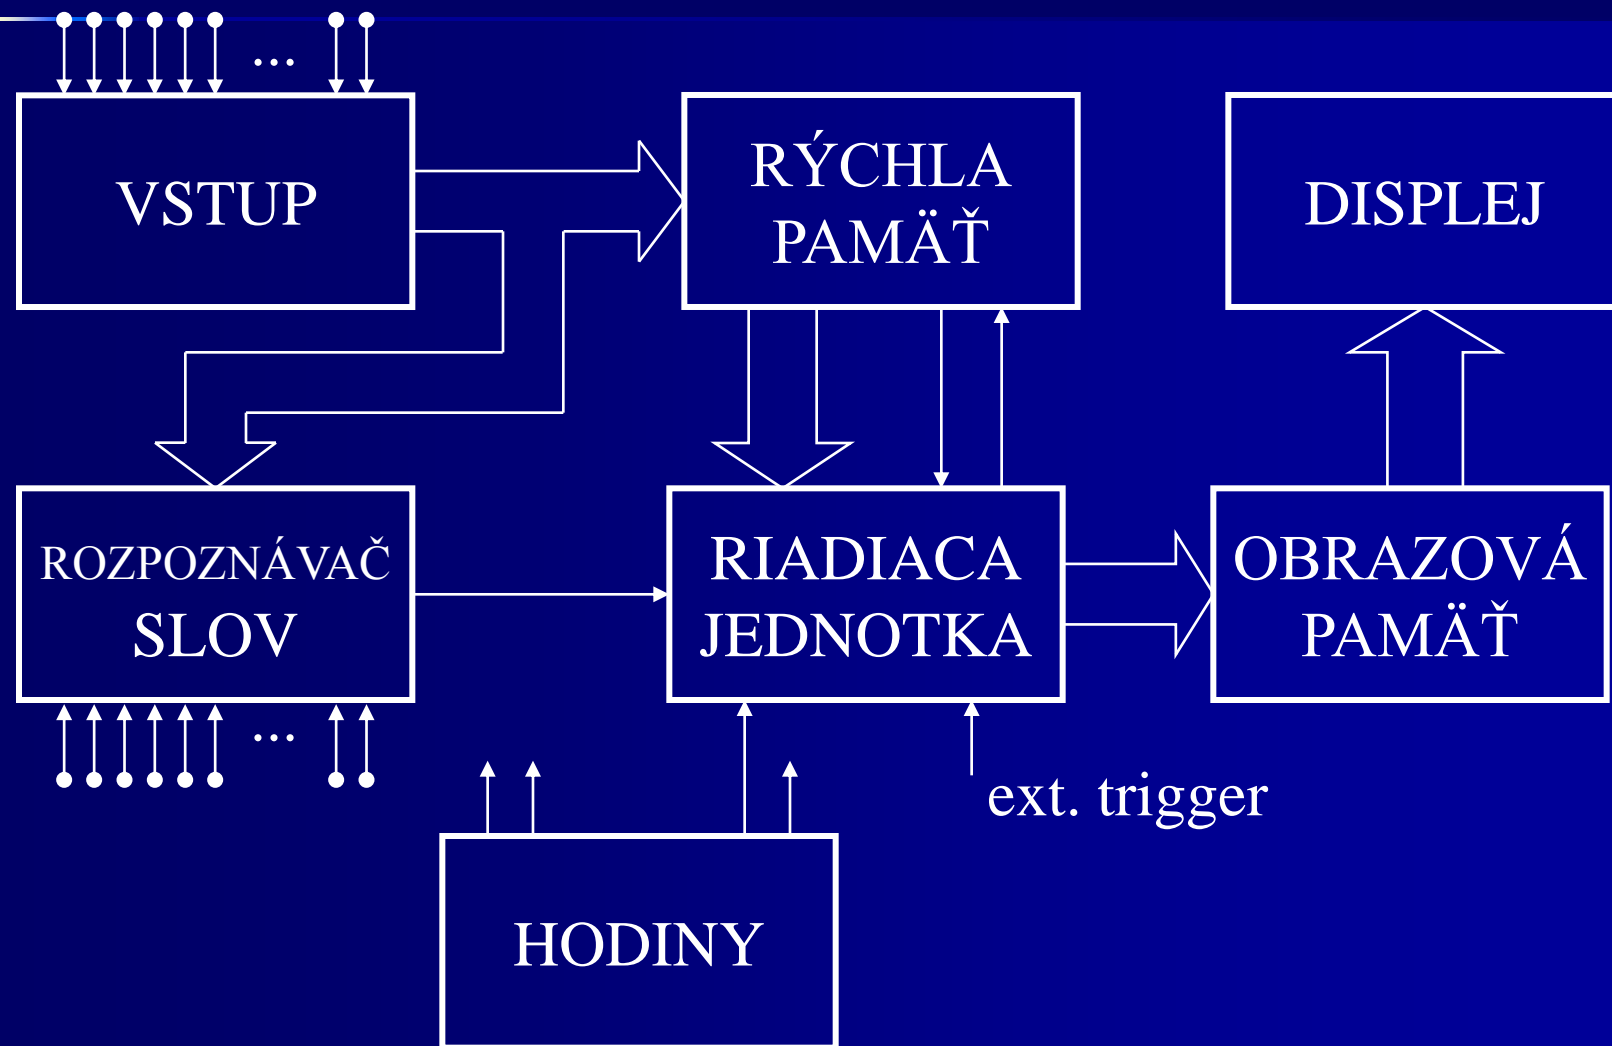 ...
VSTUP
RÝCHLA
PAMÄŤ
DISPLEJ
ROZPOZNÁVAČ
SLOV
RIADIACA
JEDNOTKA
OBRAZOVÁ
PAMÄŤ
...
ext. trigger
HODINY